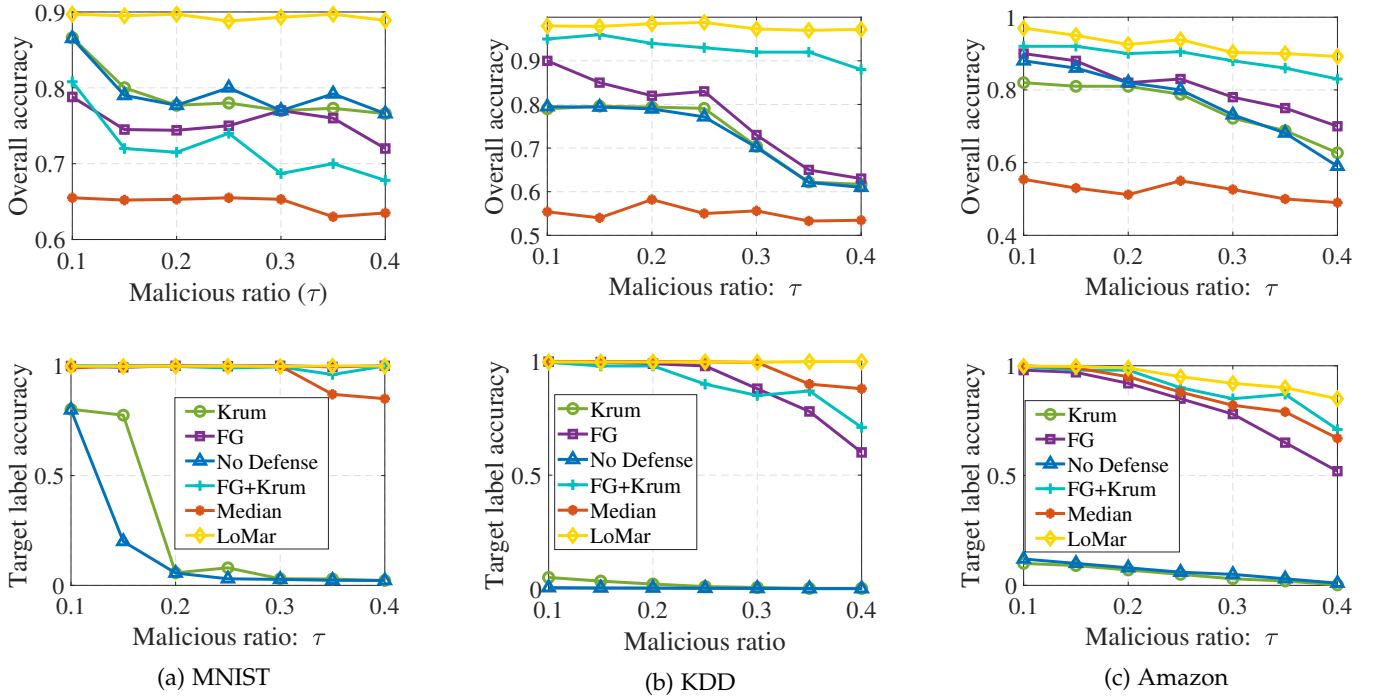 0.9
0.8
0.7
0.6
0.1 0.2 0.3 0.4
Overall accuracy
Malicious ratio (τ)
0.9
0.8
0.7
0.6
0.5
0.1 0.2 0.3 0.4
Overall accuracy
Malicious ratio: τ
1
0.8
0.6
0.4
0.1 0.2 0.3 0.4
Overall accuracy
Malicious ratio: τ
1
0.5
0
0.1 0.2 0.3 0.4
Target label accuracy
Krum
FG
No Defense
FG+Krum
Median
LoMar
Malicious ratio: τ
(a) MNIST
1
0.5
0
0.1 0.2 0.3 0.4
Target label accuracy
Krum
FG
No Defense
FG+Krum
Median
LoMar
Malicious ratio
(b) KDD
1
0.5
0
0.1 0.2 0.3 0.4
Target label accuracy
Krum
FG
No Defense
FG+Krum
Median
LoMar
Malicious ratio: τ
(c) Amazon